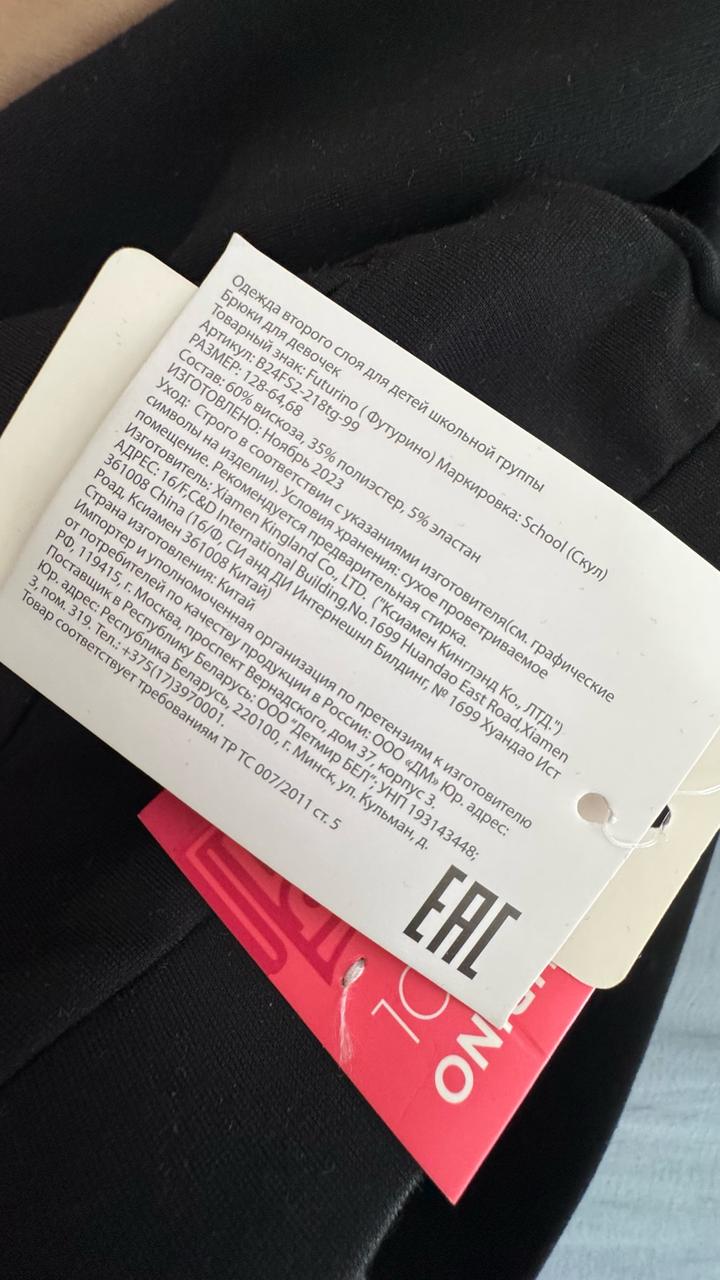 Одежда второго слоя для детей школьной группы
Брюки для девочек
Товарный знак: Futurino ( Футурино) Маркировка: School (Скул)
Артикул: B24FS2-218tg-99
РАЗМЕР: 128-64,68
Состав: 60% вискоза, 35% полиэстер, 5% эластан
ИЗГОТОВЛЕНО: Ноябрь 2023
Уход: Строго в соответствии с указаниями изготовителя(см. графические
символы на изделии). Условия хранения: сухое проветриваемое
помещение. Рекомендуется предварительная стирка.
Изготовитель: Xiamen Kingland Co., LTD. ("Ксиамен Кинглэнд Ко., ЛТД.")
АДРЕС: 16/F,C&D International Building,No.1699 Huandao East Road,Xiamen
361008 China (16/Ф, СИ анд ДИ Интернешнл Билдинг, № 1699 Хуандао Ист
Роад, Ксиамен 361008 Китай)
Страна изготовления: Китай
Импортер и уполномоченная организация по претензиям к изготовителю
от потребителей по качеству продукции в России: ООО «ДМ» Юр. адрес:
РФ, 119415, г. Москва, проспект Вернадского, дом 37, корпус 3.
Поставщик в Республику Беларусь: ООО "Детмир БЕЛ"; УНП 193143448;
Юр. адрес: Республика Беларусь, 220100, г. Минск, ул. Кульман, д.
3, пом. 319. Тел.: +375(17)3970001.
Товар соответствует требованиям ТР ТС 007/2011 ст. 5
ЕАС